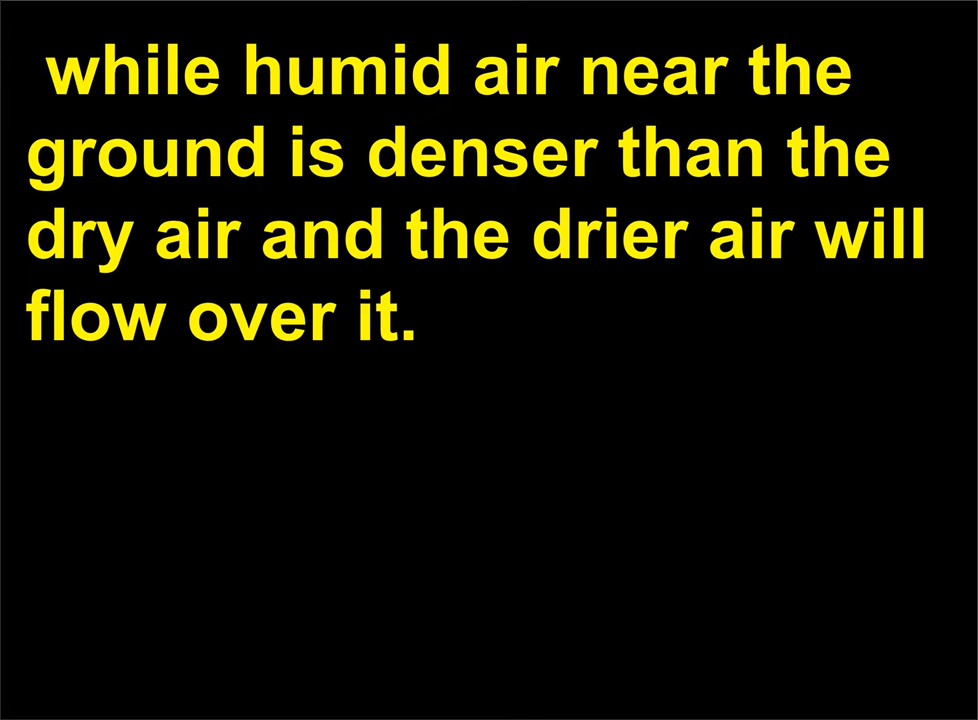 while humid air near the
ground is denser than the
dry air and the drier air will
flow over it.